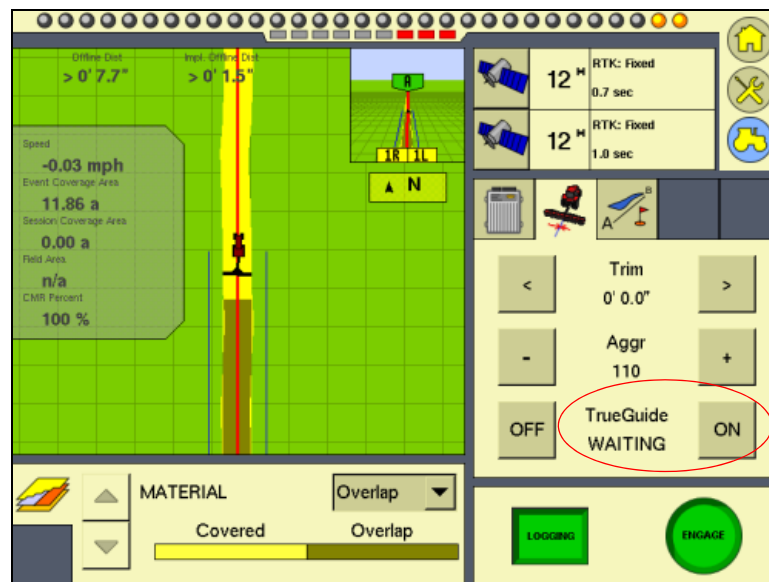 Offline Dist
> 0' 7.7"
Impl. Offline Dist
> 0' 1.5"
A
1R 1L
N
Speed
-0.03 mph
Event Coverage Area
11.86 a
Session Coverage Area
0.00 a
Field Area
n/a
CMR Percent
100 %
12 H
RTK: Fixed
0.7 sec
12 H
RTK: Fixed
1.0 sec
A B
< Trim >
0' 0.0"
- Aggr +
110
OFF TrueGuide ON
WAITING
MATERIAL
Overlap
Covered Overlap
LOGGING
ENGAGE